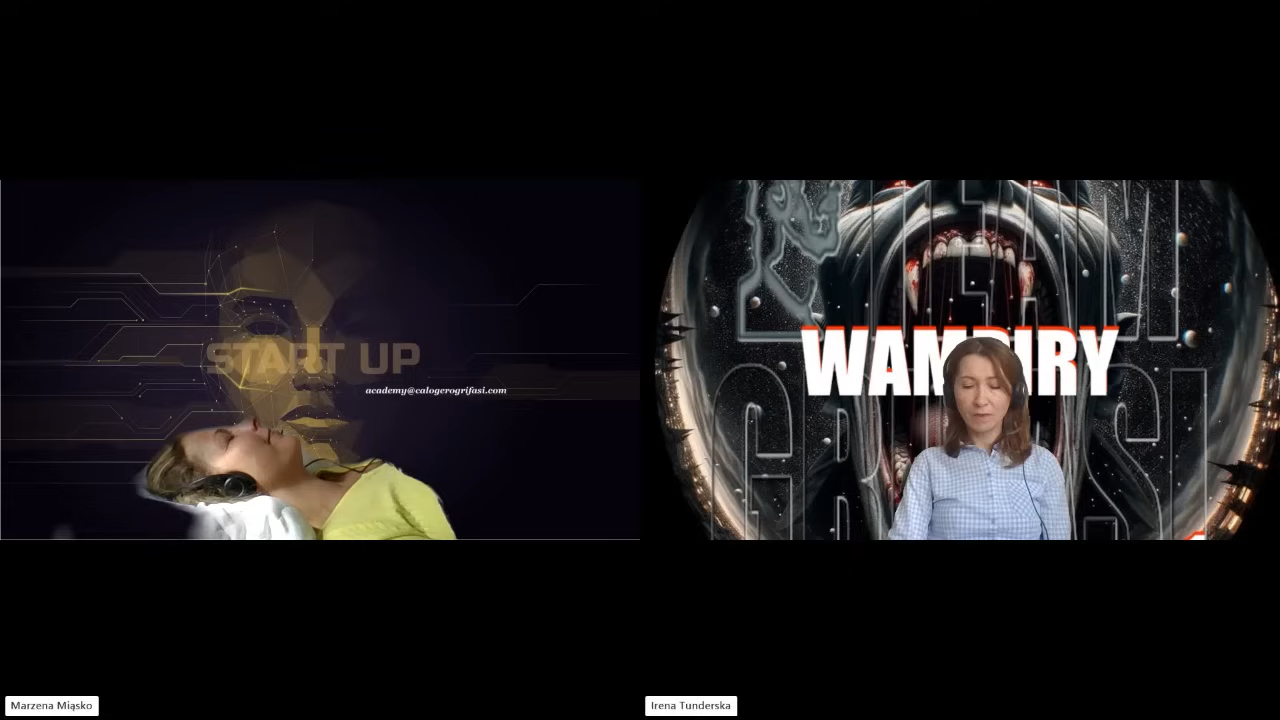 START UP
academy@calogerogrifasi.com
WAMPIRY
Marzena Miąsko
Irena Tunderska